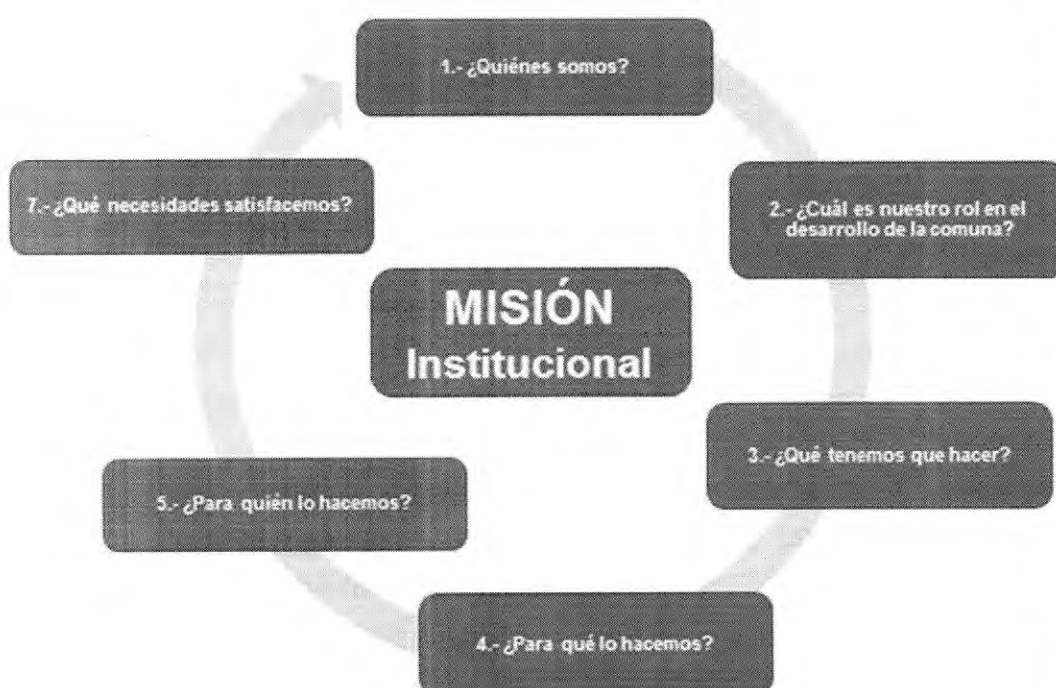 1.- ¿Quiénes somos?
7.- ¿Qué necesidades satisfacemos?
2.- ¿Cuál es nuestro rol en el
desarrollo de la comuna?
MISIÓN
Institucional
3.- ¿Qué tenemos que hacer?
5.- ¿Para quién lo hacemos?
4.- ¿Para qué lo hacemos?